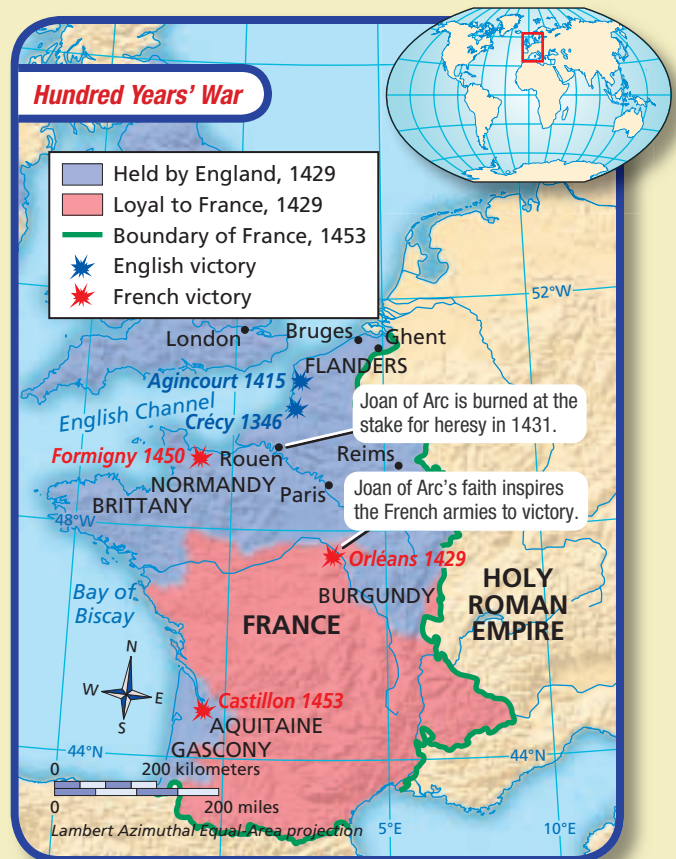 Hundred Years' War
Held by England, 1429
Loyal to France, 1429
Boundary of France, 1453
English victory
French victory
52°W
London
Bruges
Ghent
FLANDERS
Agincourt 1415
English Channel
Crécy 1346
Joan of Arc is burned at the
stake for heresy in 1431.
Formigny 1450
Rouen
Reims
NORMANDY
Paris
BRITTANY
48°W
Joan of Arc's faith inspires
the French armies to victory.
Orléans 1429
Bay of
Biscay
BURGUNDY
FRANCE
HOLY
ROMAN
EMPIRE
N
W
E
S
Castillon 1453
AQUITAINE
GASCONY
44°N
44°N
0
200 kilometers
0
200 miles
Lambert Azimuthal Equal-Area projection
5°E
10°E